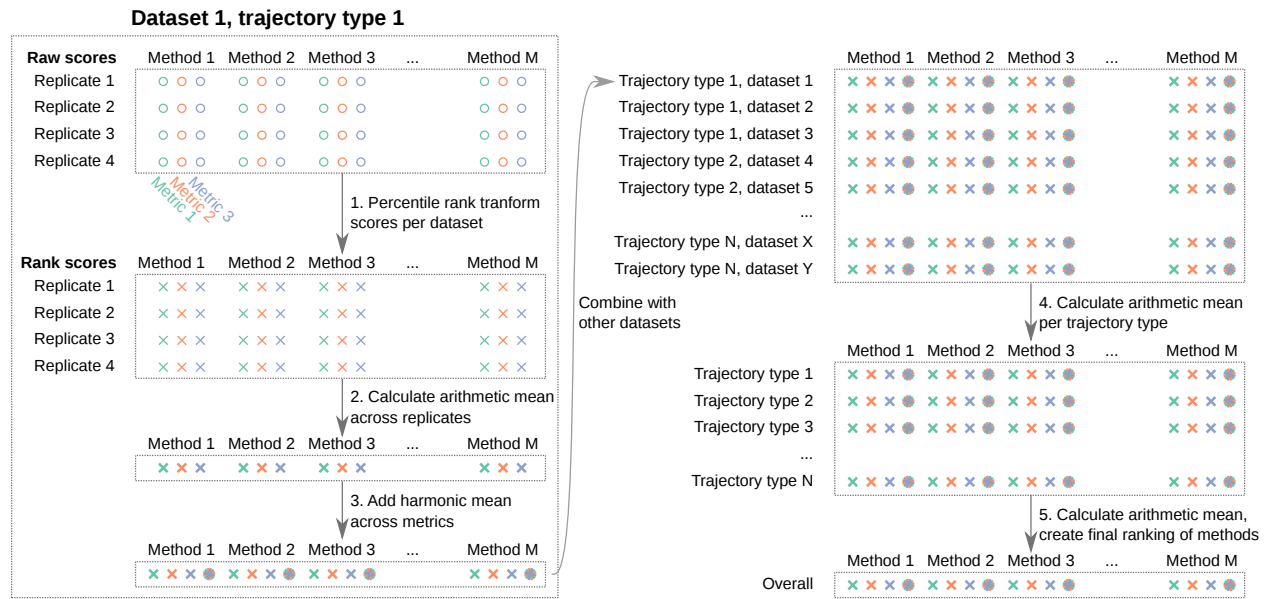 Dataset 1, trajectory type 1
Raw scores Method 1 Method 2 Method 3 ... Method M
Replicate 1
Replicate 2
Replicate 3
Replicate 4
Metric 1
Metric 2
Metric 3
1. Percentile rank tranform
scores per dataset
Rank scores Method 1 Method 2 Method 3 ... Method M
Replicate 1
Replicate 2
Replicate 3
Replicate 4
2. Calculate arithmetic mean
across replicates
Method 1 Method 2 Method 3 ... Method M
3. Add harmonic mean
across metrics
Method 1 Method 2 Method 3 ... Method M
Combine with
other datasets
Method 1 Method 2 Method 3 ... Method M
Trajectory type 1, dataset 1
Trajectory type 1, dataset 2
Trajectory type 1, dataset 3
Trajectory type 2, dataset 4
Trajectory type 2, dataset 5
...
Trajectory type N, dataset X
Trajectory type N, dataset Y
4. Calculate arithmetic mean
per trajectory type
Method 1 Method 2 Method 3 ... Method M
Trajectory type 1
Trajectory type 2
Trajectory type 3
...
Trajectory type N
5. Calculate arithmetic mean,
create final ranking of methods
Method 1 Method 2 Method 3 ... Method M
Overall